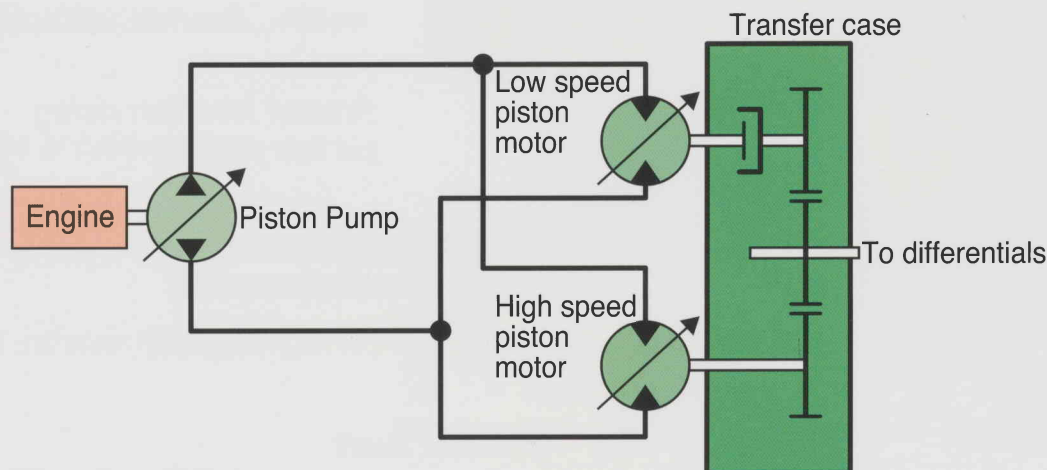 Transfer case
Low speed
piston
motor
Engine
Piston Pump
To differentials
High speed
piston
motor